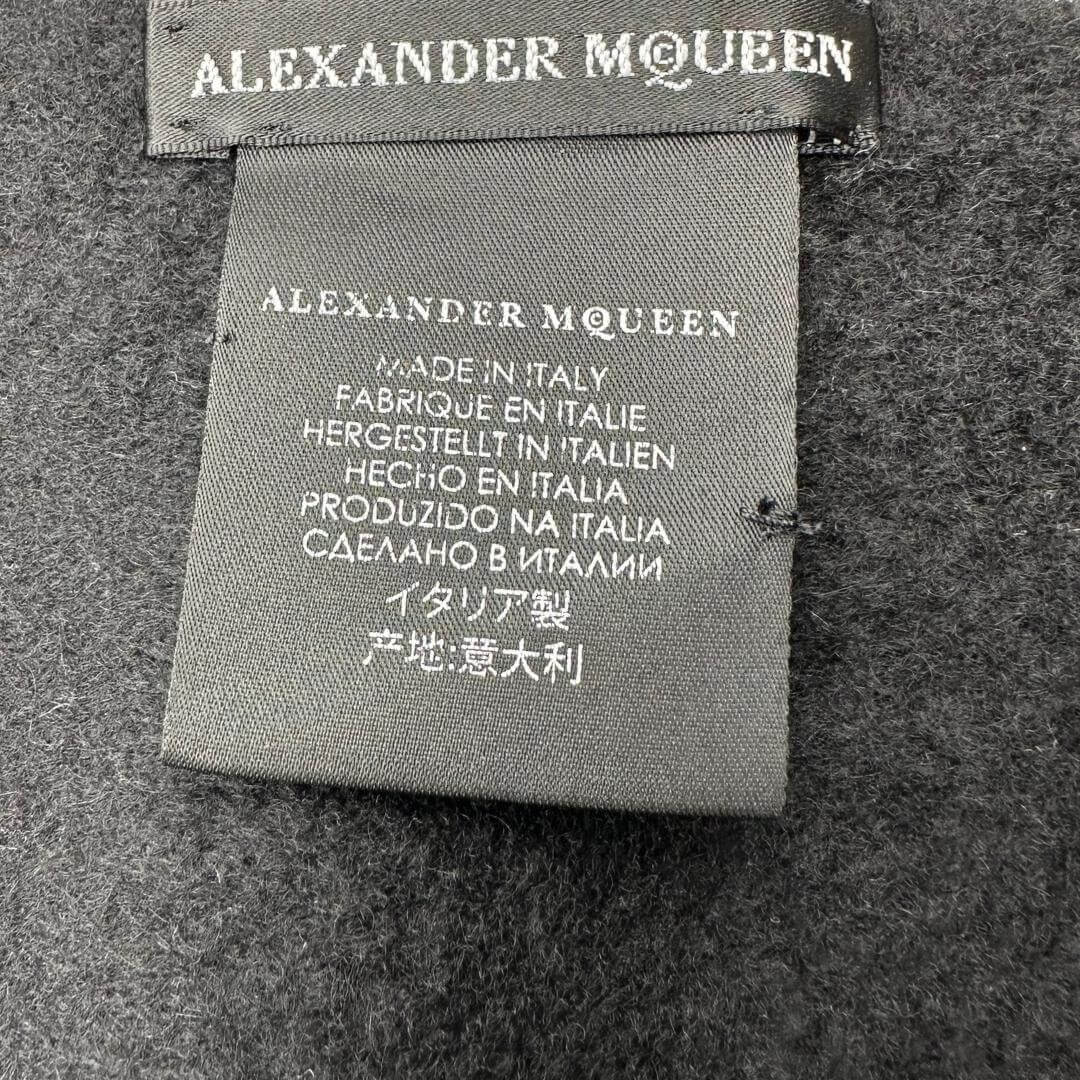 ALEXANDER MQUEEN
ALEXANDER MQUEEN
MADE IN ITALY
FABRIQUE EN ITALIE
HERGESTELLT IN ITALIEN
HECHO EN ITALIA
PRODUZIDO NA ITALIA
СДЕЛАНО В ИТАЛИИ
イタリア製
产地:意大利